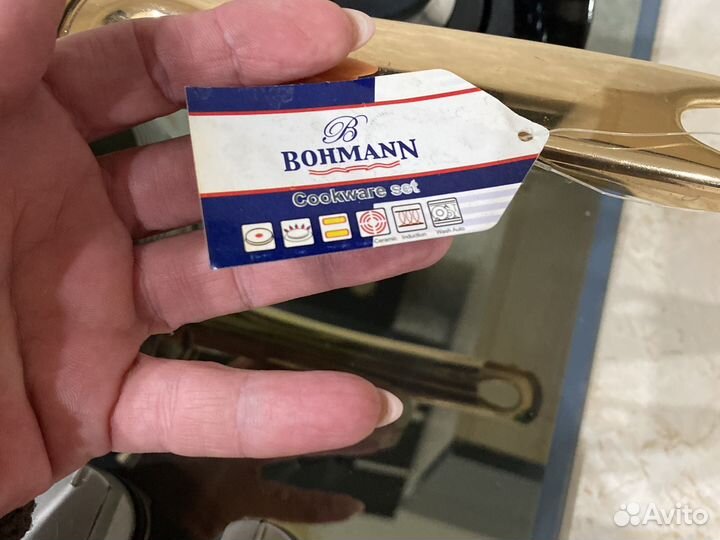 B
BOHMANN
Cookware set
Ceramic Induction Wash Auto
Avito